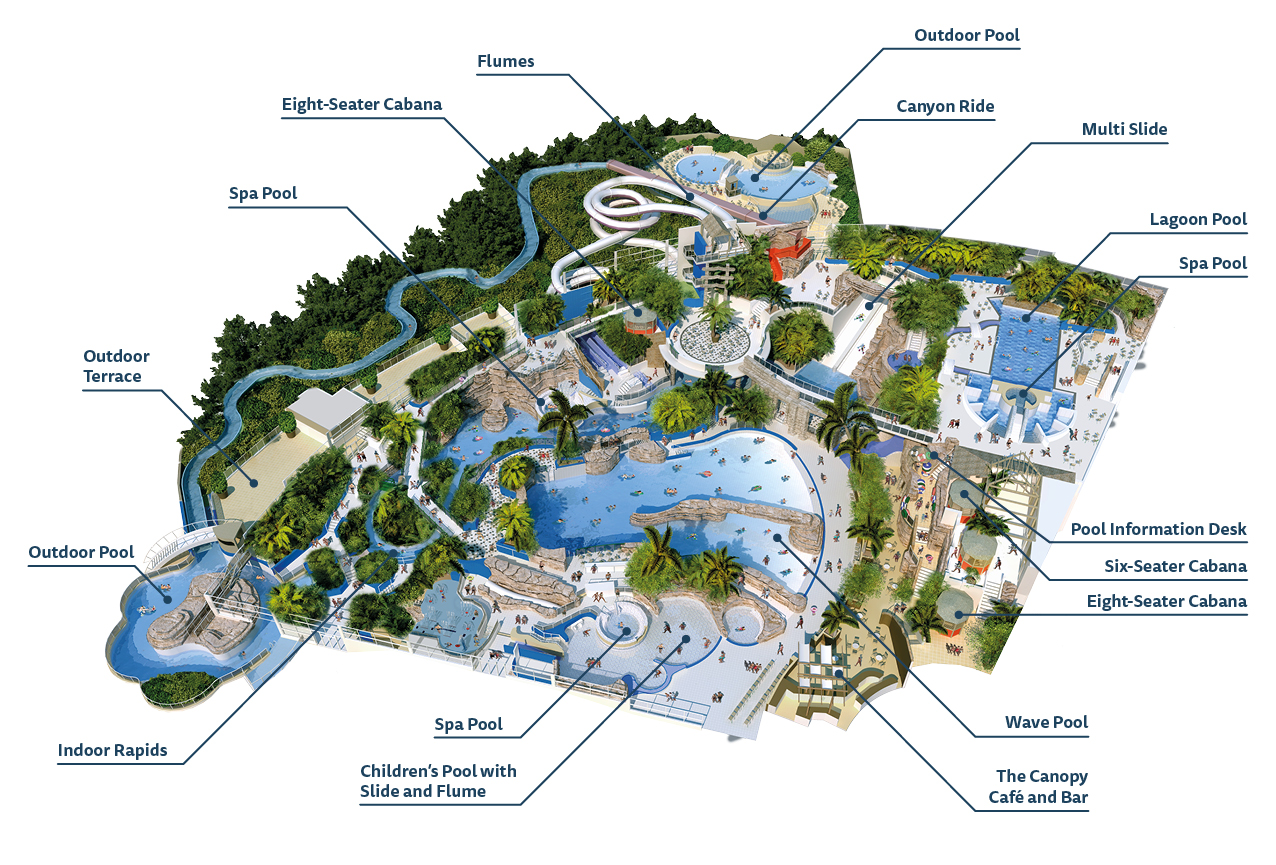 Outdoor Pool
Flumes
Eight-Seater Cabana
Canyon Ride
Multi Slide
Spa Pool
Lagoon Pool
Spa Pool
Outdoor
Terrace
Pool Information Desk
Outdoor Pool
Six-Seater Cabana
Eight-Seater Cabana
Spa Pool
Wave Pool
Indoor Rapids
Children's Pool with
Slide and Flume
The Canopy
Café and Bar